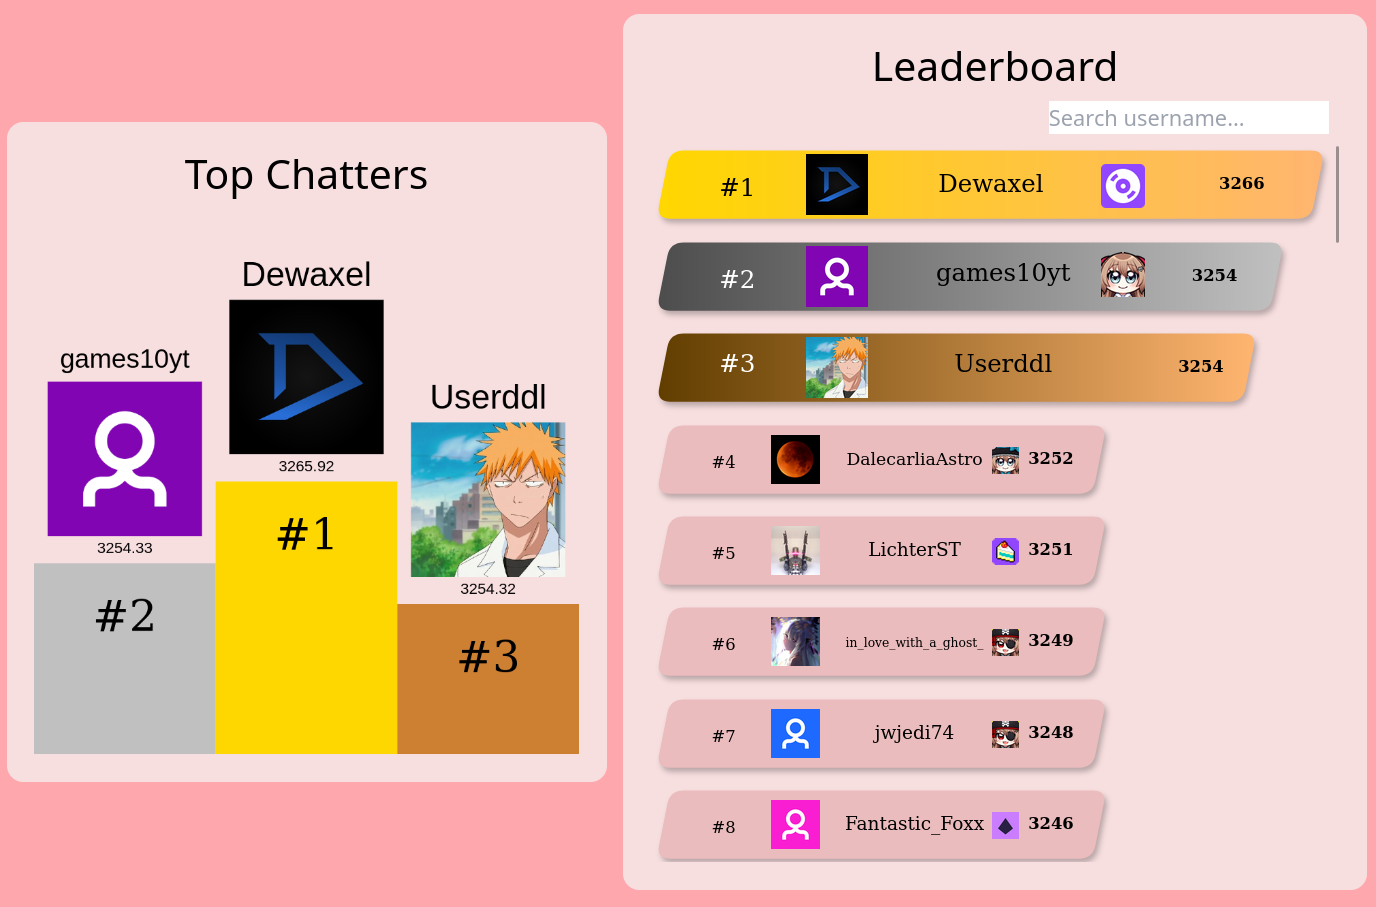 Top Chatters
Dewaxel
3265.92
#1
games10yt
3254.33
#2
Userddl
3254.32
#3
Leaderboard
Search username...
#1 Dewaxel 3266
#2 games10yt 3254
#3 Userddl 3254
#4 DalecarliaAstro 3252
#5 LichterST 3251
#6 in_love_with_a_ghost_ 3249
#7 jwjedi74 3248
#8 Fantastic_Foxx 3246